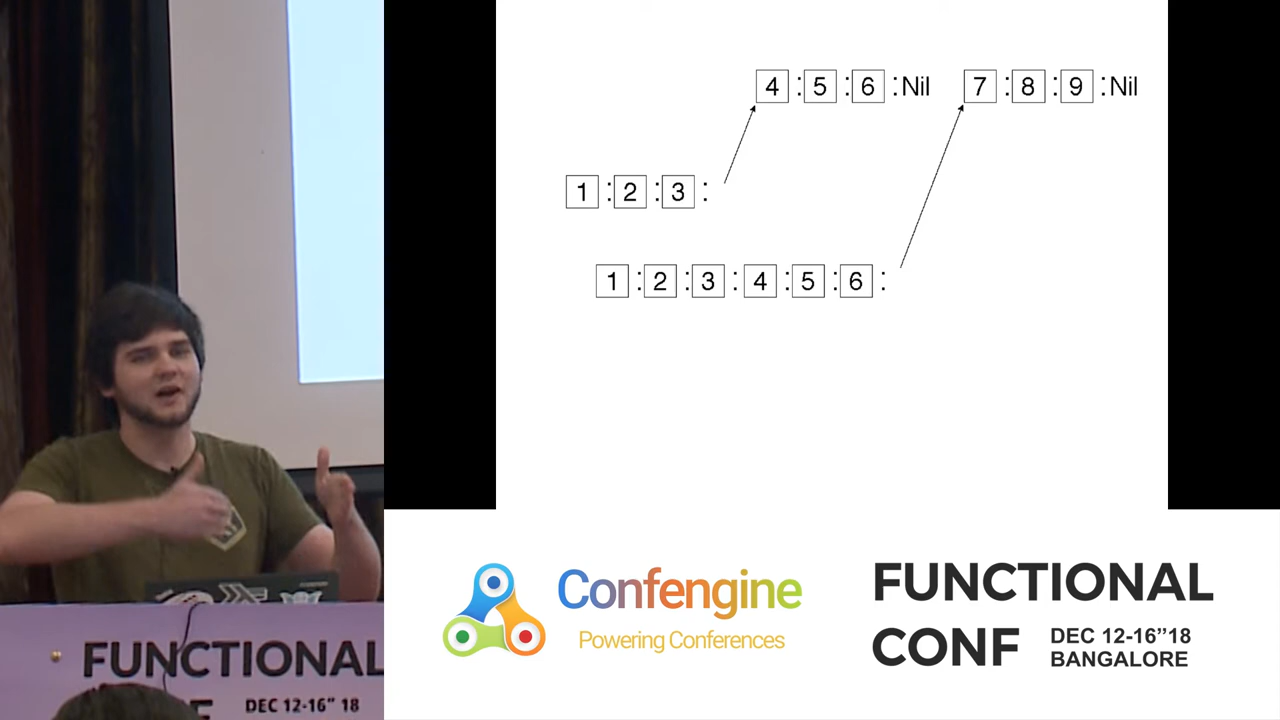 4 : 5 : 6 : Nil 7 : 8 : 9 : Nil
1 : 2 : 3 :
1 : 2 : 3 : 4 : 5 : 6 :
Confengine
Powering Conferences
FUNCTIONAL
CONF
DEC 12-16"18
BANGALORE
FUNCTIONAL
DEC 12-16" 18